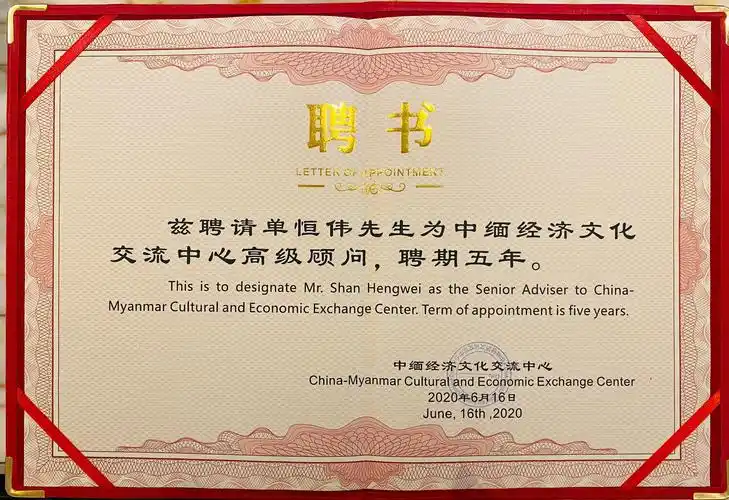 聘书
LETTER OF APPOINTMENT
兹聘请单恒伟先生为中缅经济文化
交流中心高级顾问，聘期五年。
This is to designate Mr. Shan Hengwei as the Senior Adviser to China-
Myanmar Cultural and Economic Exchange Center. Term of appointment is five years.
中缅经济文化交流中心
China-Myanmar Cultural and Economic Exchange Center
2020年6月16日
June, 16th ,2020